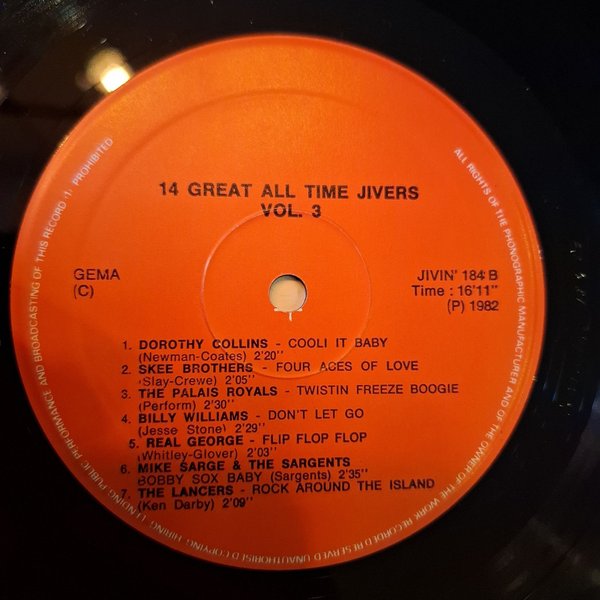 14 GREAT ALL TIME JIVERS
VOL. 3
GEMA
(C)
JIVIN' 184 B
Time : 16'11"
(P) 1982
1. DOROTHY COLLINS - COOLI IT BABY
(Newman-Coates) 2'20"
2. SKEE BROTHERS - FOUR ACES OF LOVE
(Slay-Crewe) 2'05"
3. THE PALAIS ROYALS - TWISTIN FREEZE BOOGIE
(Perform) 2'30"
4. BILLY WILLIAMS - DON'T LET GO
(Jesse Stone) 2'29"
5. REAL GEORGE - FLIP FLOP FLOP
(Whitley-Glover) 2'03"
6. MIKE SARGE & THE SARGENTS
BOBBY SOX BABY (Sargents) 2'35"
7. THE LANCERS - ROCK AROUND THE ISLAND
(Ken Darby) 2'09"
ALL RIGHTS OF THE PHONOGRAPHIC MANUFACTURER AND OF THE OWNER OF THE WORK RECORDED RESERVED UNAUTHORISED COPYING HIRING LENDING PUBLIC PERFORMANCE AND BROADCASTING OF THIS RECORD PROHIBITED